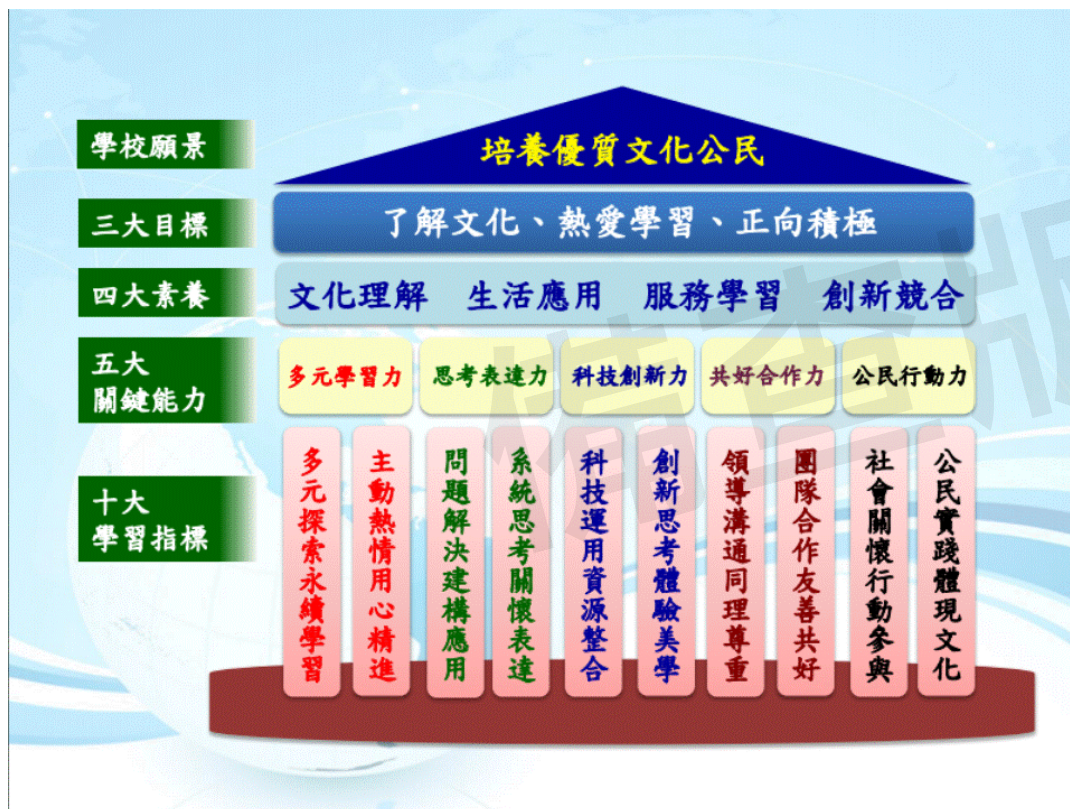 學校願景
培養優質文化公民
三大目標
了解文化、熱愛學習、正向積極
四大素養
文化理解 生活應用 服務學習 創新競合
五大
關鍵能力
多元學習力 思考表達力 科技創新力 共好合作力 公民行動力
十大
學習指標
多元探索永續學習
主動熱情用心精進
問題解決建構應用
系統思考關懷表達
科技運用資源整合
創新思考體驗美學
領導溝通同理尊重
團隊合作友善共好
社會關懷行動參與
公民實踐體現文化
備查版